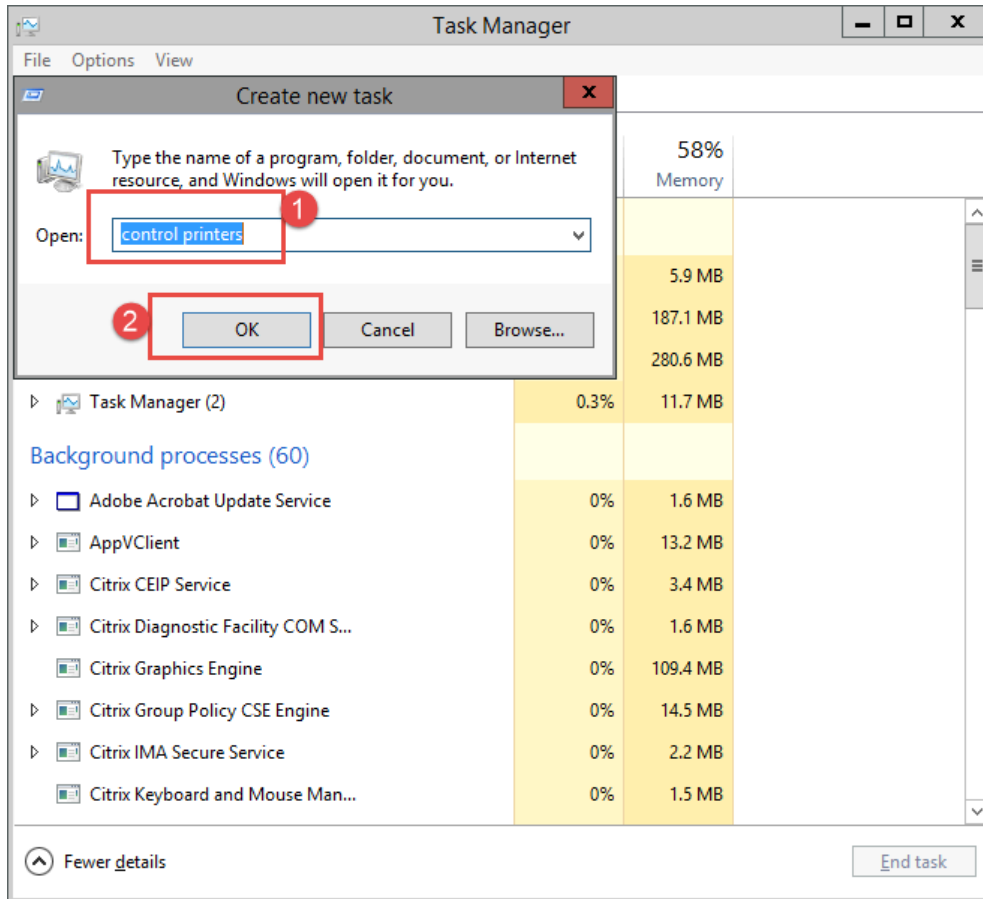 Task Manager
File Options View
Create new task
Type the name of a program, folder, document, or Internet
resource, and Windows will open it for you.
1
Open: control printers
2
OK Cancel Browse...
58%
Memory
5.9 MB
187.1 MB
280.6 MB
Task Manager (2) 0.3% 11.7 MB
Background processes (60)
Adobe Acrobat Update Service 0% 1.6 MB
AppVClient 0% 13.2 MB
Citrix CEIP Service 0% 3.4 MB
Citrix Diagnostic Facility COM S... 0% 1.6 MB
Citrix Graphics Engine 0% 109.4 MB
Citrix Group Policy CSE Engine 0% 14.5 MB
Citrix IMA Secure Service 0% 2.2 MB
Citrix Keyboard and Mouse Man... 0% 1.5 MB
Fewer details End task